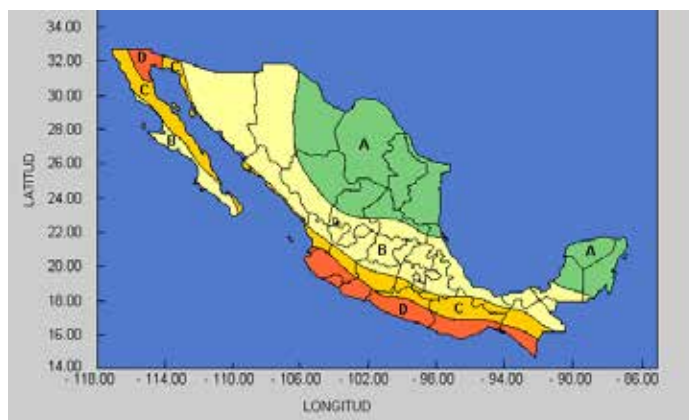 34.00
32.00
30.00
28.00
26.00
24.00
22.00
20.00
18.00
16.00
14.00
LATITUD
D
C
C
B
A
B
A
C
D
- 118.00 - 114.00 - 110.00 - 106.00 - 102.00 - 98.00 - 94.00 - 90.00 - 86.00
LONGITUD